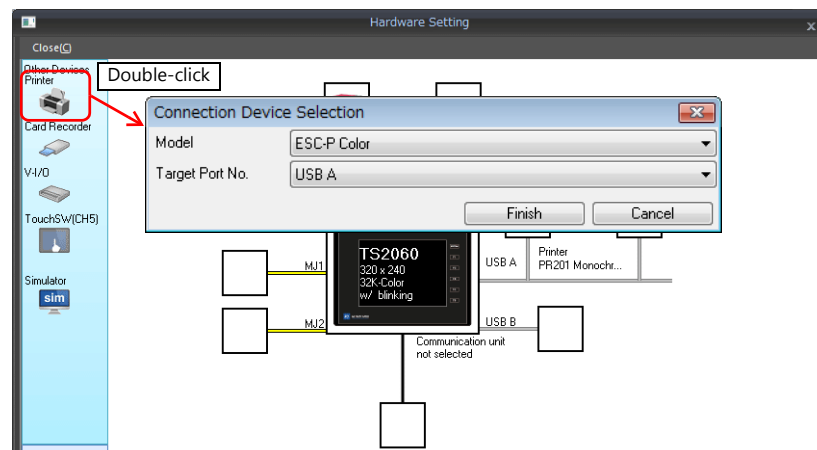 Hardware Setting
x
Close(C)
Other Devices
Printer
Double-click
Card Recorder
V-I/O
TouchSW(CH5)
Simulator
sim
Connection Device Selection
Model
ESC-P Color
Target Port No.
USB A
Finish
Cancel
MJ1
TS2060
320 x 240
32K-Color
w/ blinking
USB A
Printer
PR201 Monochr...
MJ2
USB B
Communication unit
not selected